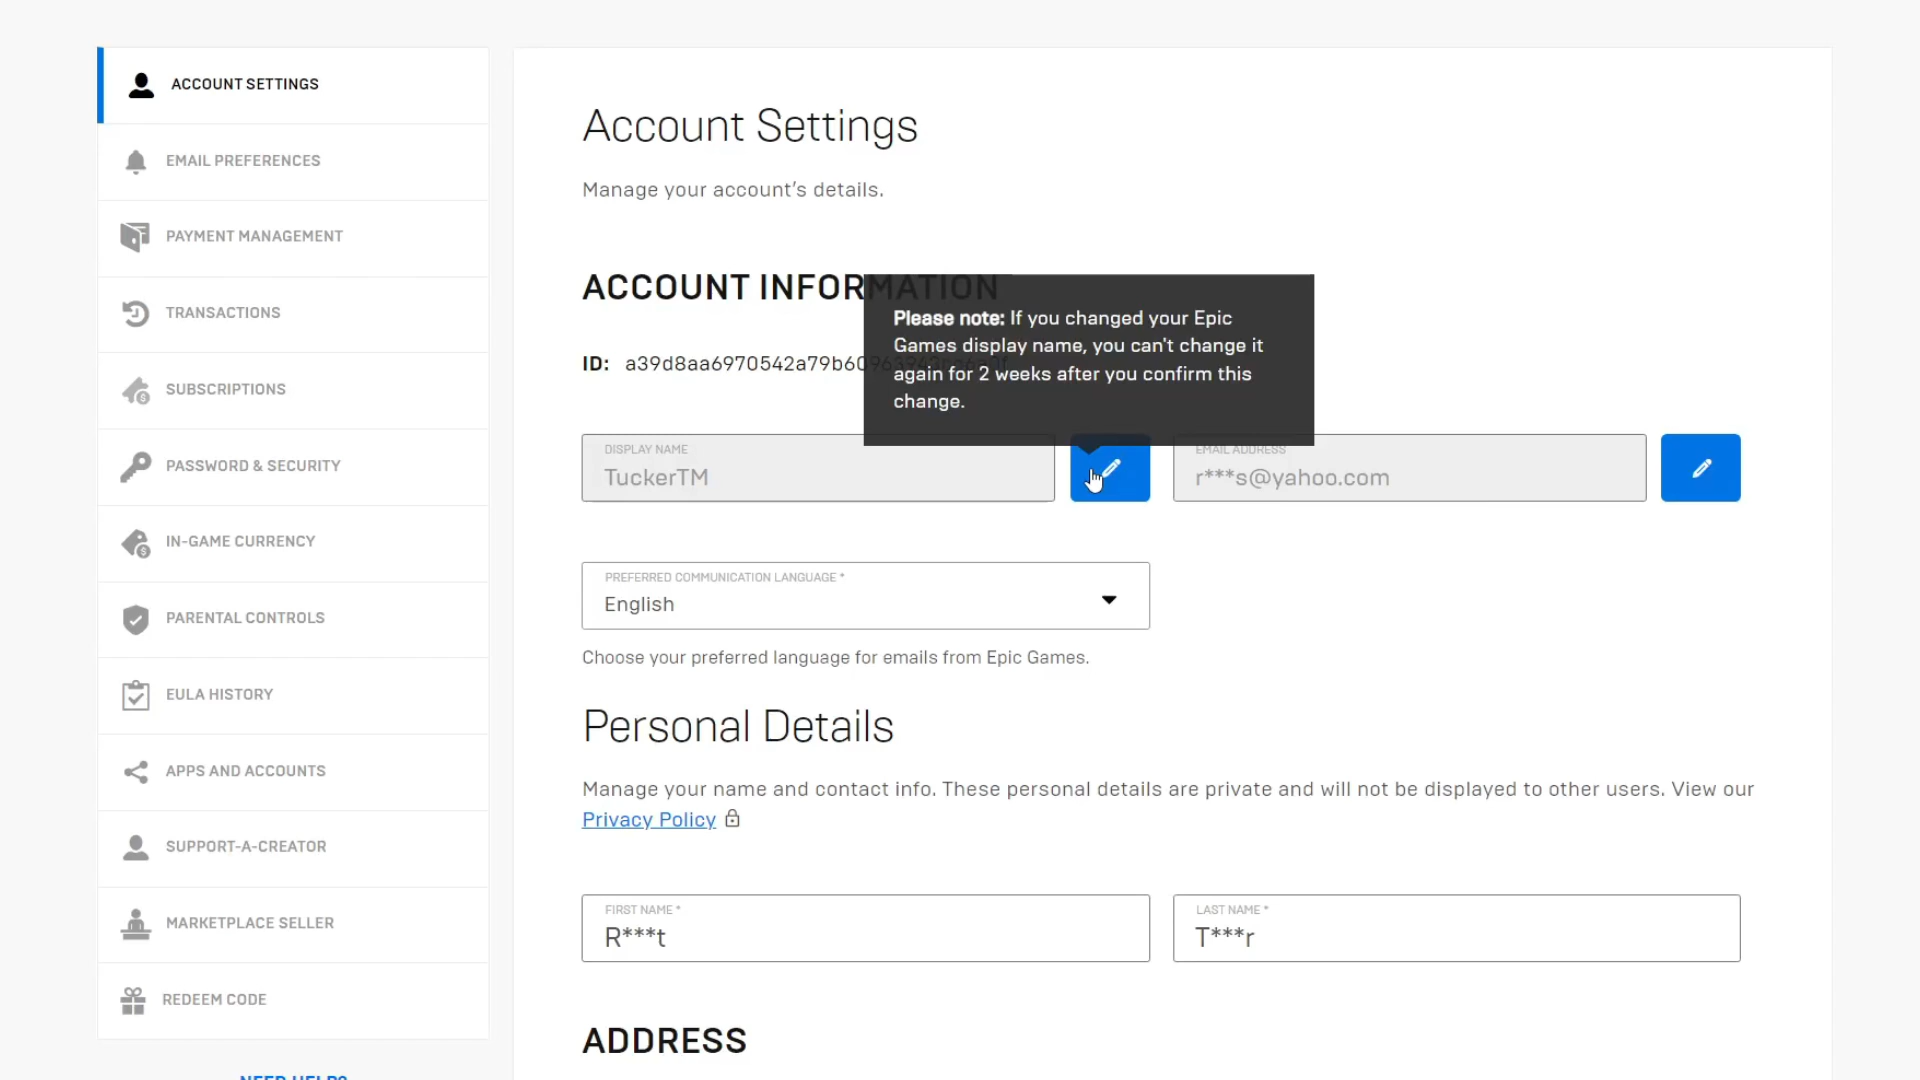 ACCOUNT SETTINGS
EMAIL PREFERENCES
PAYMENT MANAGEMENT
TRANSACTIONS
SUBSCRIPTIONS
PASSWORD & SECURITY
IN-GAME CURRENCY
PARENTAL CONTROLS
EULA HISTORY
APPS AND ACCOUNTS
SUPPORT-A-CREATOR
MARKETPLACE SELLER
REDEEM CODE
NEED HELP?
Account Settings
Manage your account's details.
ACCOUNT INFORMATION
Please note: If you changed your Epic
Games display name, you can't change it
again for 2 weeks after you confirm this
change.
ID:
DISPLAY NAME
TuckerTM
EMAIL ADDRESS
r***s@yahoo.com
PREFERRED COMMUNICATION LANGUAGE *
English
Choose your preferred language for emails from Epic Games.
Personal Details
Manage your name and contact info. These personal details are private and will not be displayed to other users. View our
Privacy Policy
FIRST NAME *
R***t
LAST NAME *
T***r
ADDRESS